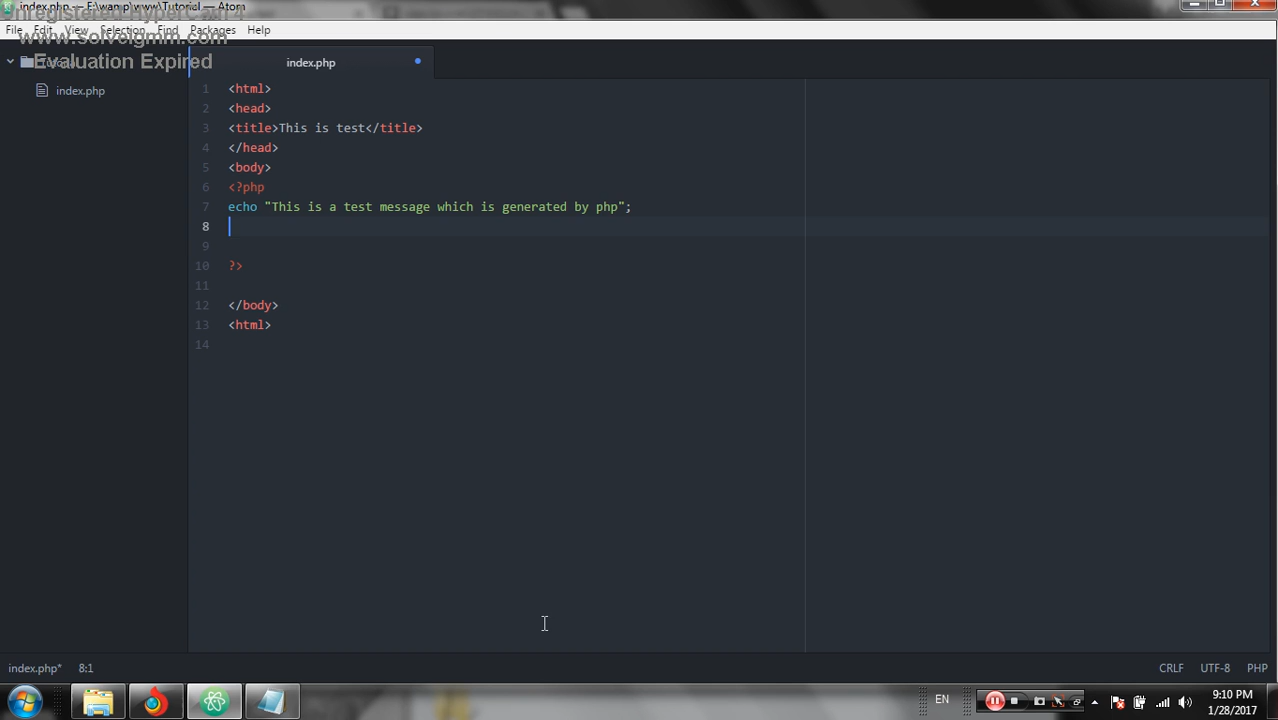 index.php — E:\wamp\www\Tutorial — Atom
Unregistered HyperCam 4
File Edit View Selection Find Packages Help
www.solveigmm.com
Evaluation Expired
index.php
index.php
1 <html>
2 <head>
3 <title>This is test</title>
4 </head>
5 <body>
6 <?php
7 echo "This is a test message which is generated by php";
8
9
10 ?>
11
12 </body>
13 <html>
14
index.php* 8:1 CRLF UTF-8 PHP
EN 9:10 PM
1/28/2017